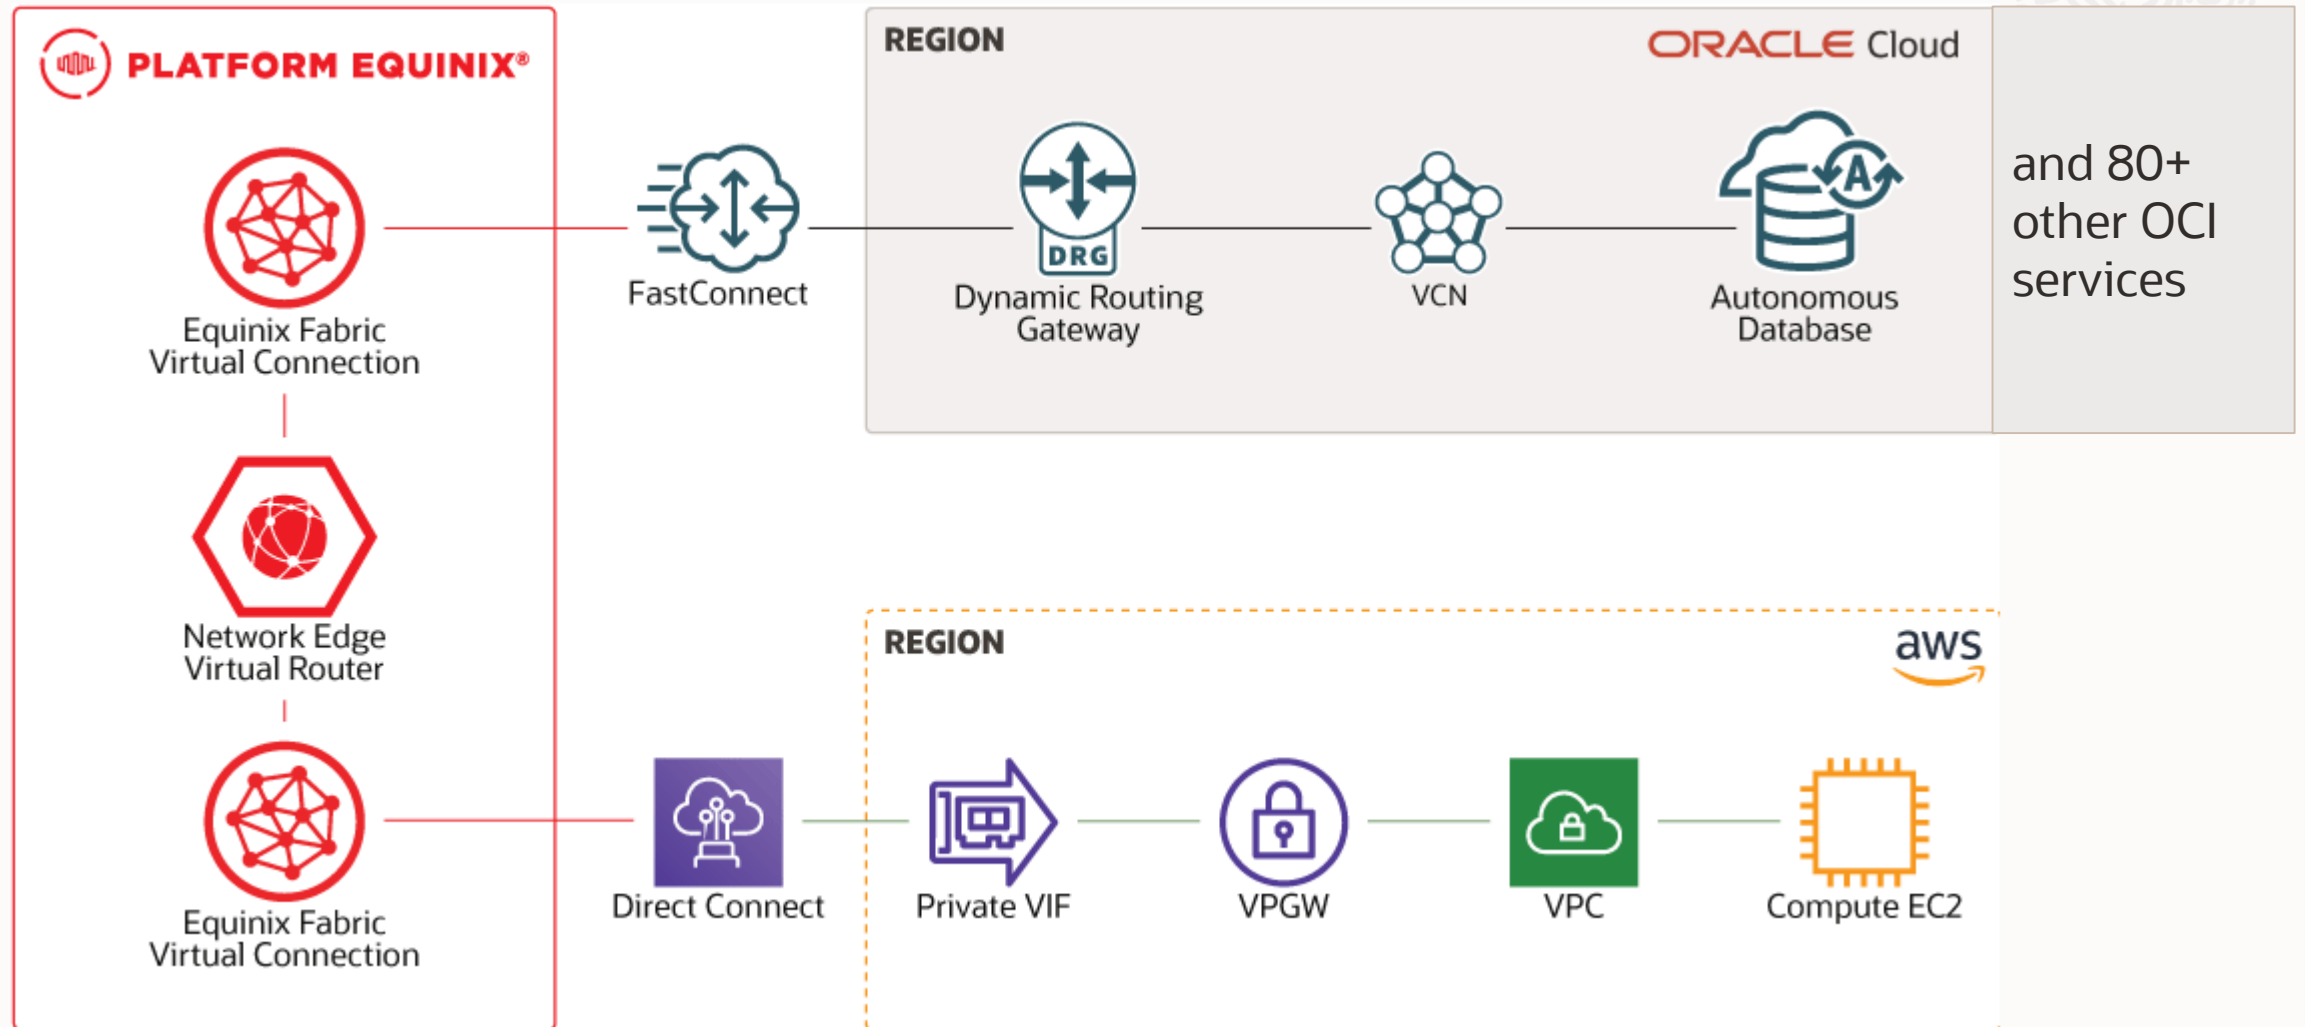 PLATFORM EQUINIX®
REGION
ORACLE Cloud
Equinix Fabric
Virtual Connection
FastConnect
DRG
Dynamic Routing
Gateway
VCN
A
Autonomous
Database
and 80+
other OCI
services
Network Edge
Virtual Router
REGION
aws
Equinix Fabric
Virtual Connection
Direct Connect
Private VIF
VPGW
VPC
Compute EC2